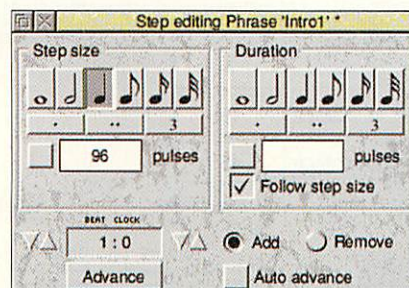 Step editing Phrase 'Intro1' *
Step size
Duration
. .. 3
. .. 3
96 pulses
pulses
Follow step size
BEAT CLOCK
1 : 0
Add
Remove
Advance
Auto advance